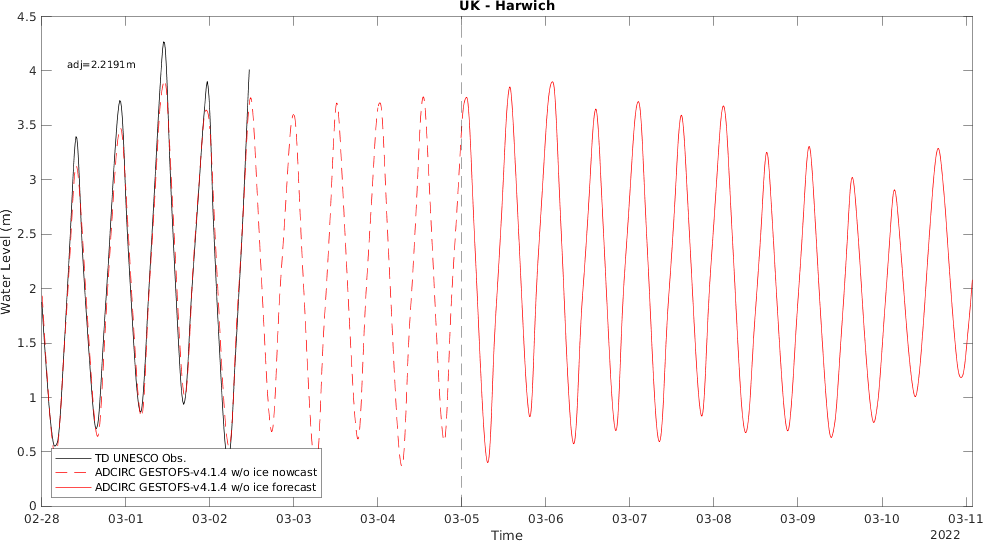 UK - Harwich
4.5
4
3.5
3
2.5
2
1.5
1
0.5
0
Water Level (m)
adj=2.2191m
TD UNESCO Obs.
ADCIRC GESTOFS-v4.1.4 w/o ice nowcast
ADCIRC GESTOFS-v4.1.4 w/o ice forecast
02-28 03-01 03-02 03-03 03-04 03-05 03-06 03-07 03-08 03-09 03-10 03-11
Time
2022